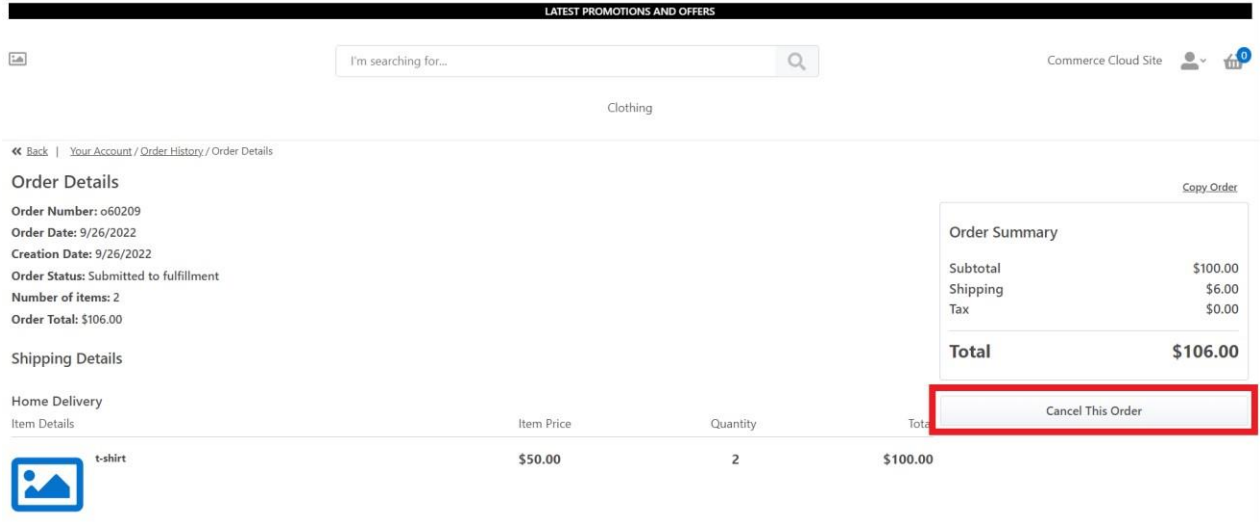 LATEST PROMOTIONS AND OFFERS
I'm searching for...
Commerce Cloud Site
0
Clothing
« Back | Your Account / Order History / Order Details
Order Details
Copy Order
Order Number: o60209
Order Date: 9/26/2022
Creation Date: 9/26/2022
Order Status: Submitted to fulfillment
Number of items: 2
Order Total: $106.00
Order Summary
Subtotal $100.00
Shipping $6.00
Tax $0.00
Total $106.00
Cancel This Order
Shipping Details
Home Delivery
Item Details Item Price Quantity Tota
t-shirt $50.00 2 $100.00